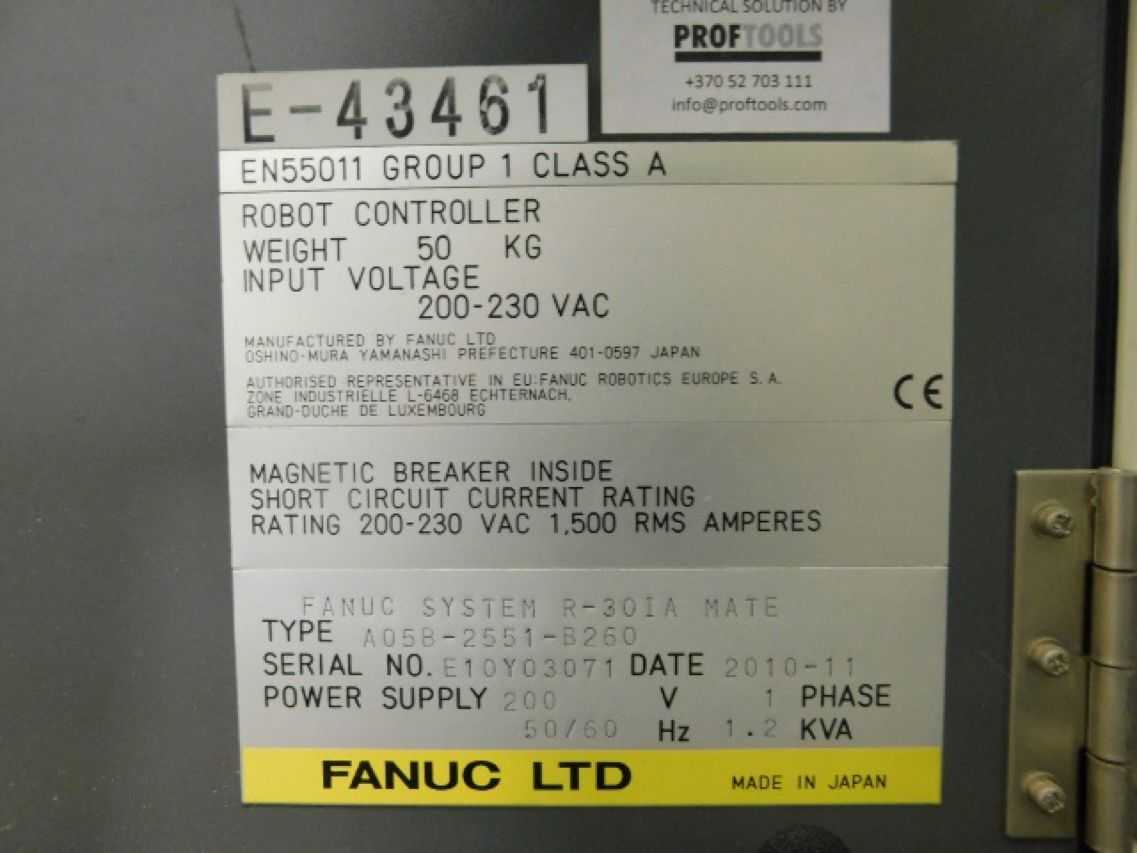 TECHNICAL SOLUTION BY
PROFTOOLS
+370 52 703 111
info@proftools.com
E-43461
EN55011 GROUP 1 CLASS A
ROBOT CONTROLLER
WEIGHT 50 KG
INPUT VOLTAGE
200-230 VAC
MANUFACTURED BY FANUC LTD
OSHINO-MURA YAMANASHI PREFECTURE 401-0597 JAPAN
AUTHORISED REPRESENTATIVE IN EU:FANUC ROBOTICS EUROPE S.A.
ZONE INDUSTRIELLE L-6468 ECHTERNACH,
GRAND-DUCHE DE LUXEMBOURG
CE
MAGNETIC BREAKER INSIDE
SHORT CIRCUIT CURRENT RATING
RATING 200-230 VAC 1,500 RMS AMPERES
FANUC SYSTEM R-30IA MATE
TYPE A05B-2551-B260
SERIAL NO. E10Y03071 DATE 2010-11
POWER SUPPLY 200 V 1 PHASE
50/60 Hz 1.2 KVA
FANUC LTD MADE IN JAPAN